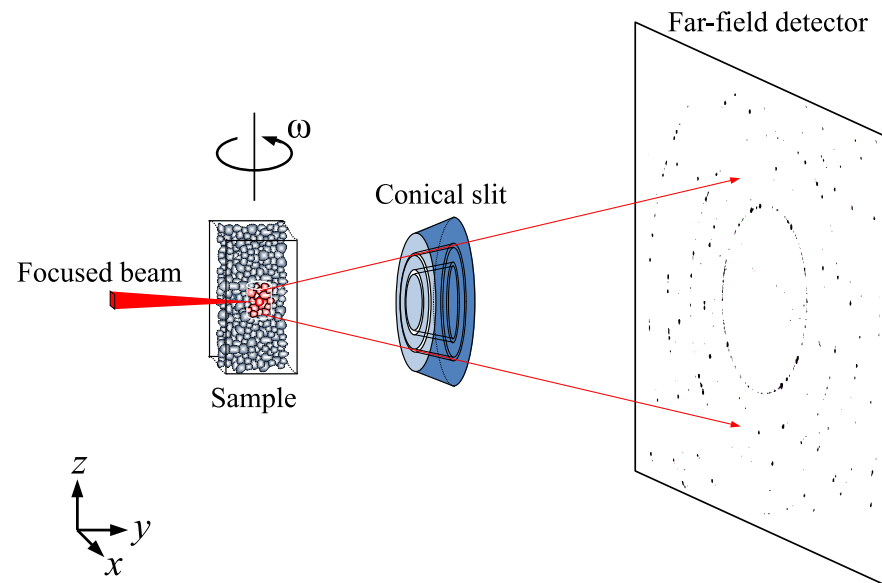 Far-field detector
ω
Conical slit
Focused beam
Sample
z
y
x